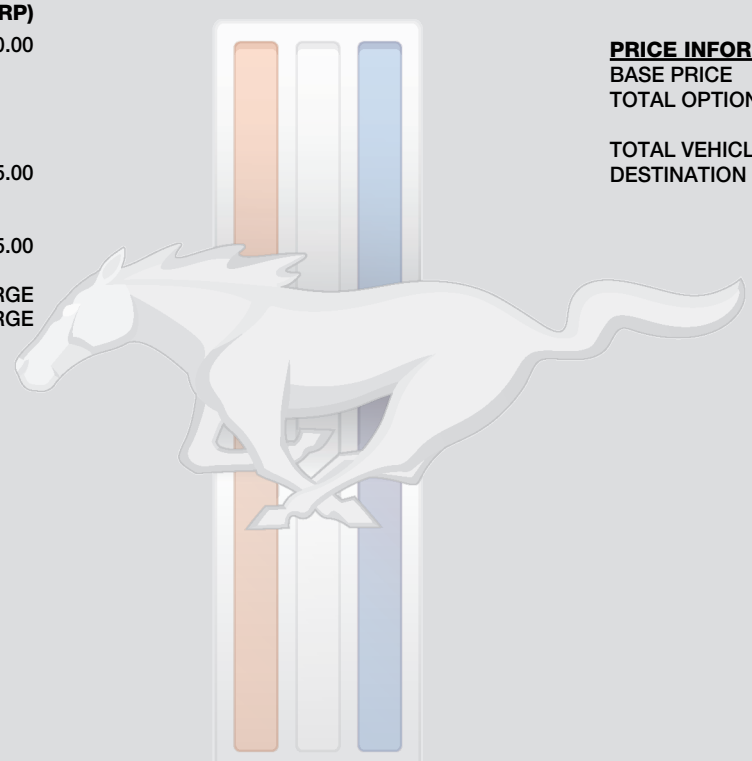 RP)
0.00
5.00
5.00
RGE
RGE
PRICE INFOR
BASE PRICE
TOTAL OPTION
TOTAL VEHICL
DESTINATION